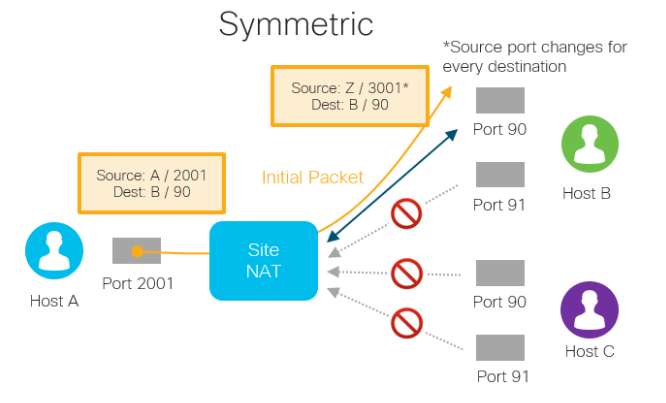 Symmetric
*Source port changes for
every destination
Source: Z / 3001*
Dest: B / 90
Port 90
Source: A / 2001
Dest: B / 90
Initial Packet
Port 91
Host B
Site
NAT
Port 2001
Host A
Port 90
Host C
Port 91